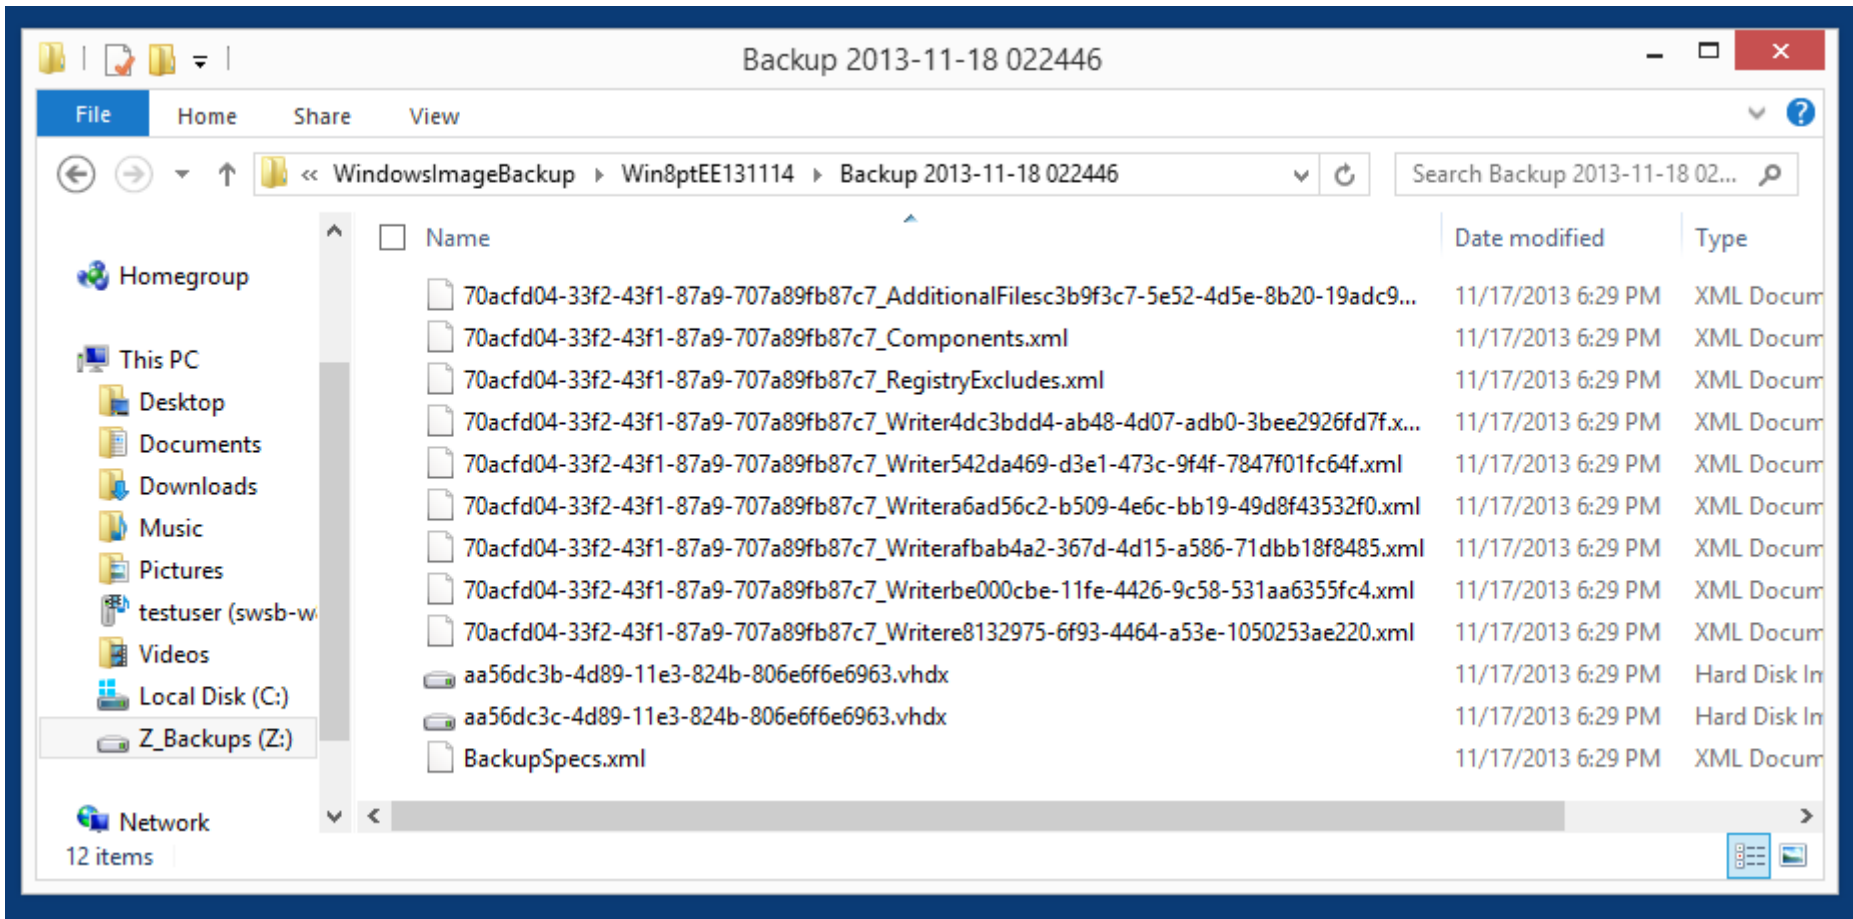 Backup 2013-11-18 022446
File Home Share View
« WindowsImageBackup Win8ptEE131114 Backup 2013-11-18 022446 Search Backup 2013-11-18 02...
Name Date modified Type
Homegroup
This PC
Desktop
Documents
Downloads
Music
Pictures
testuser (swsb-w
Videos
Local Disk (C:)
Z_Backups (Z:)
Network
70acfd04-33f2-43f1-87a9-707a89fb87c7_AdditionalFilesc3b9f3c7-5e52-4d5e-8b20-19adc9... 11/17/2013 6:29 PM XML Docum
70acfd04-33f2-43f1-87a9-707a89fb87c7_Components.xml 11/17/2013 6:29 PM XML Docum
70acfd04-33f2-43f1-87a9-707a89fb87c7_RegistryExcludes.xml 11/17/2013 6:29 PM XML Docum
70acfd04-33f2-43f1-87a9-707a89fb87c7_Writer4dc3bdd4-ab48-4d07-adb0-3bee2926fd7f.x... 11/17/2013 6:29 PM XML Docum
70acfd04-33f2-43f1-87a9-707a89fb87c7_Writer542da469-d3e1-473c-9f4f-7847f01fc64f.xml 11/17/2013 6:29 PM XML Docum
70acfd04-33f2-43f1-87a9-707a89fb87c7_Writera6ad56c2-b509-4e6c-bb19-49d8f43532f0.xml 11/17/2013 6:29 PM XML Docum
70acfd04-33f2-43f1-87a9-707a89fb87c7_Writerafbab4a2-367d-4d15-a586-71dbb18f8485.xml 11/17/2013 6:29 PM XML Docum
70acfd04-33f2-43f1-87a9-707a89fb87c7_Writerbe000cbe-11fe-4426-9c58-531aa6355fc4.xml 11/17/2013 6:29 PM XML Docum
70acfd04-33f2-43f1-87a9-707a89fb87c7_Writere8132975-6f93-4464-a53e-1050253ae220.xml 11/17/2013 6:29 PM XML Docum
aa56dc3b-4d89-11e3-824b-806e6f6e6963.vhdx 11/17/2013 6:29 PM Hard Disk Im
aa56dc3c-4d89-11e3-824b-806e6f6e6963.vhdx 11/17/2013 6:29 PM Hard Disk Im
BackupSpecs.xml 11/17/2013 6:29 PM XML Docum
12 items